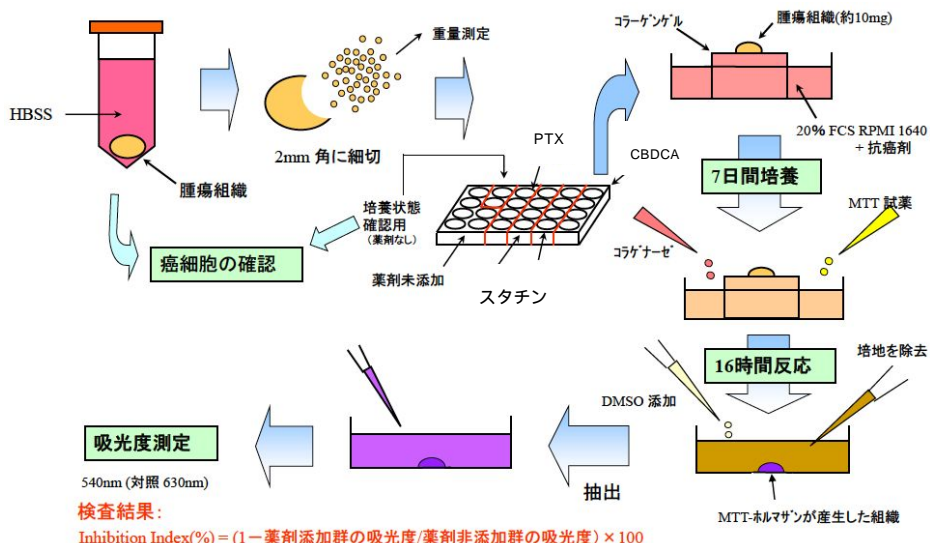 HBSS
腫瘍組織
重量測定
2mm 角に細切
PTX
CBDCA
培養状態
確認用
(薬剤なし)
癌細胞の確認
薬剤未添加
スタチン
コラーゲンゲル
腫瘍組織(約10mg)
20% FCS RPMI 1640
+ 抗癌剤
7日間培養
コラゲナーゼ
MTT 試薬
16時間反応
培地を除去
DMSO 添加
MTT-ホルマザンが産生した組織
抽出
吸光度測定
540nm (対照 630nm)
検査結果:
Inhibition Index(%) = (1ー薬剤添加群の吸光度/薬剤非添加群の吸光度) × 100